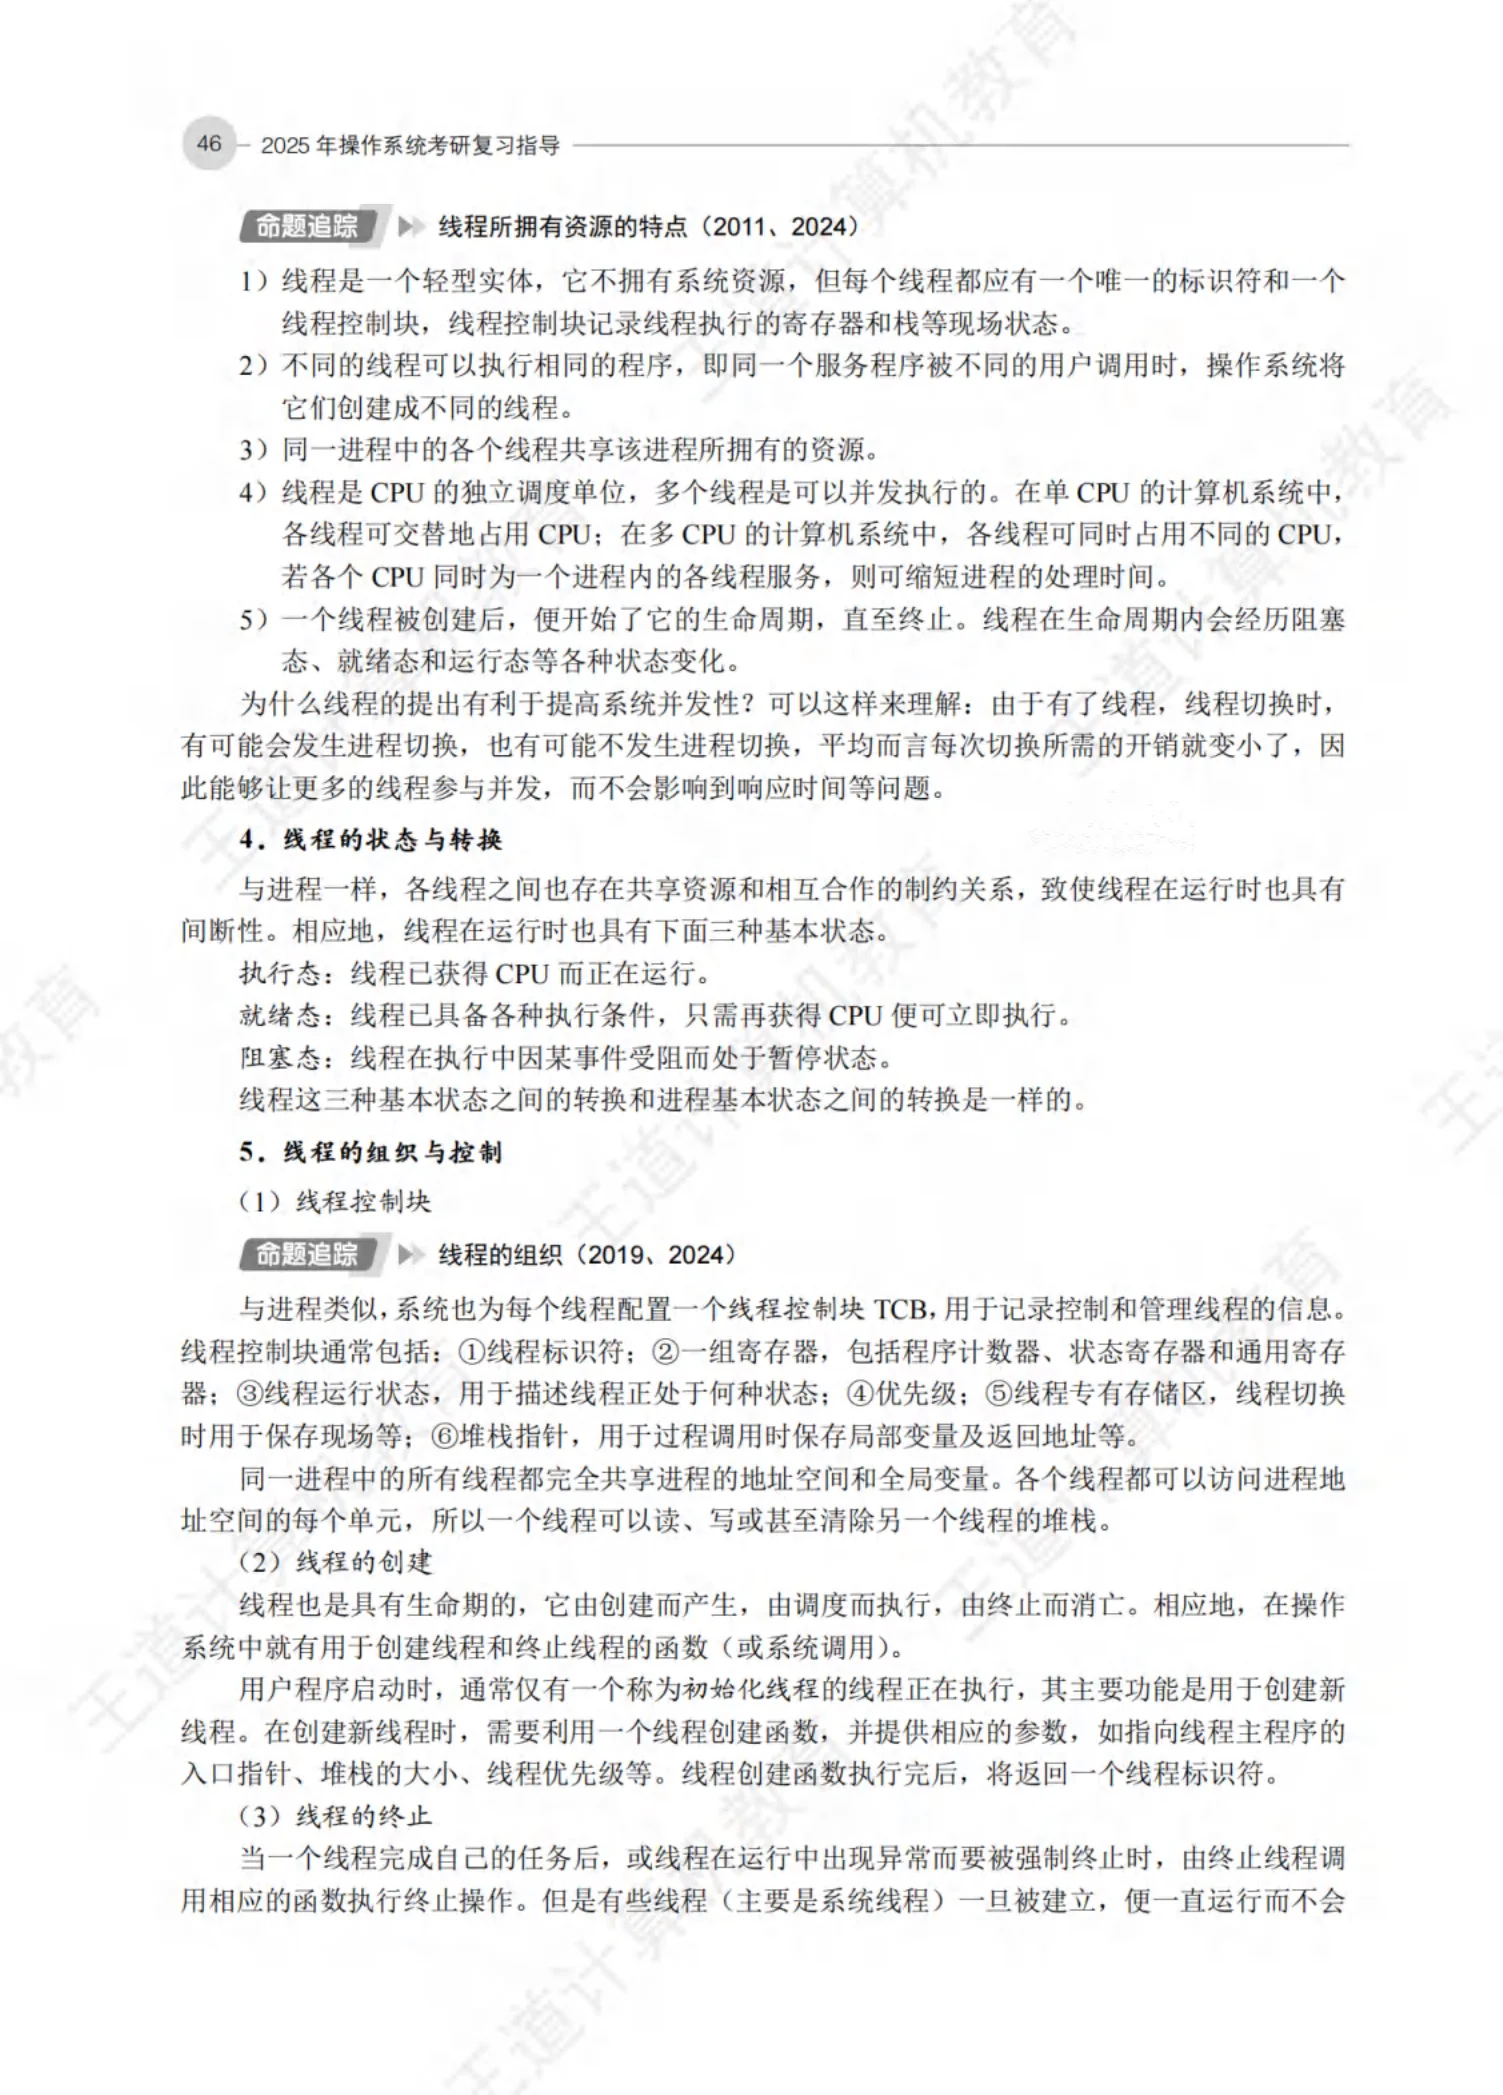 46 2025 年操作系统考研复习指导
命题追踪 线程所拥有资源的特点（2011、2024）
1）线程是一个轻型实体，它不拥有系统资源，但每个线程都应有一个唯一的标识符和一个
线程控制块，线程控制块记录线程执行的寄存器和栈等现场状态。
2）不同的线程可以执行相同的程序，即同一个服务程序被不同的用户调用时，操作系统将
它们创建成不同的线程。
3）同一进程中的各个线程共享该进程所拥有的资源。
4）线程是 CPU 的独立调度单位，多个线程是可以并发执行的。在单 CPU 的计算机系统中，
各线程可交替地占用 CPU；在多 CPU 的计算机系统中，各线程可同时占用不同的 CPU，
若各个 CPU 同时为一个进程内的各线程服务，则可缩短进程的处理时间。
5）一个线程被创建后，便开始了它的生命周期，直至终止。线程在生命周期内会经历阻塞
态、就绪态和运行态等各种状态变化。
为什么线程的提出有利于提高系统并发性？可以这样来理解：由于有了线程，线程切换时，
有可能会发生进程切换，也有可能不发生进程切换，平均而言每次切换所需的开销就变小了，因
此能够让更多的线程参与并发，而不会影响到响应时间等问题。
4．线程的状态与转换
与进程一样，各线程之间也存在共享资源和相互合作的制约关系，致使线程在运行时也具有
间断性。相应地，线程在运行时也具有下面三种基本状态。
执行态：线程已获得 CPU 而正在运行。
就绪态：线程已具备各种执行条件，只需再获得 CPU 便可立即执行。
阻塞态：线程在执行中因某事件受阻而处于暂停状态。
线程这三种基本状态之间的转换和进程基本状态之间的转换是一样的。
5．线程的组织与控制
（1）线程控制块
命题追踪 线程的组织（2019、2024）
与进程类似，系统也为每个线程配置一个线程控制块 TCB，用于记录控制和管理线程的信息。
线程控制块通常包括：①线程标识符；②一组寄存器，包括程序计数器、状态寄存器和通用寄存
器；③线程运行状态，用于描述线程正处于何种状态；④优先级；⑤线程专有存储区，线程切换
时用于保存现场等；⑥堆栈指针，用于过程调用时保存局部变量及返回地址等。
同一进程中的所有线程都完全共享进程的地址空间和全局变量。各个线程都可以访问进程地
址空间的每个单元，所以一个线程可以读、写或甚至清除另一个线程的堆栈。
（2）线程的创建
线程也是具有生命期的，它由创建而产生，由调度而执行，由终止而消亡。相应地，在操作
系统中就有用于创建线程和终止线程的函数（或系统调用）。
用户程序启动时，通常仅有一个称为初始化线程的线程正在执行，其主要功能是用于创建新
线程。在创建新线程时，需要利用一个线程创建函数，并提供相应的参数，如指向线程主程序的
入口指针、堆栈的大小、线程优先级等。线程创建函数执行完后，将返回一个线程标识符。
（3）线程的终止
当一个线程完成自己的任务后，或线程在运行中出现异常而要被强制终止时，由终止线程调
用相应的函数执行终止操作。但是有些线程（主要是系统线程）一旦被建立，便一直运行而不会